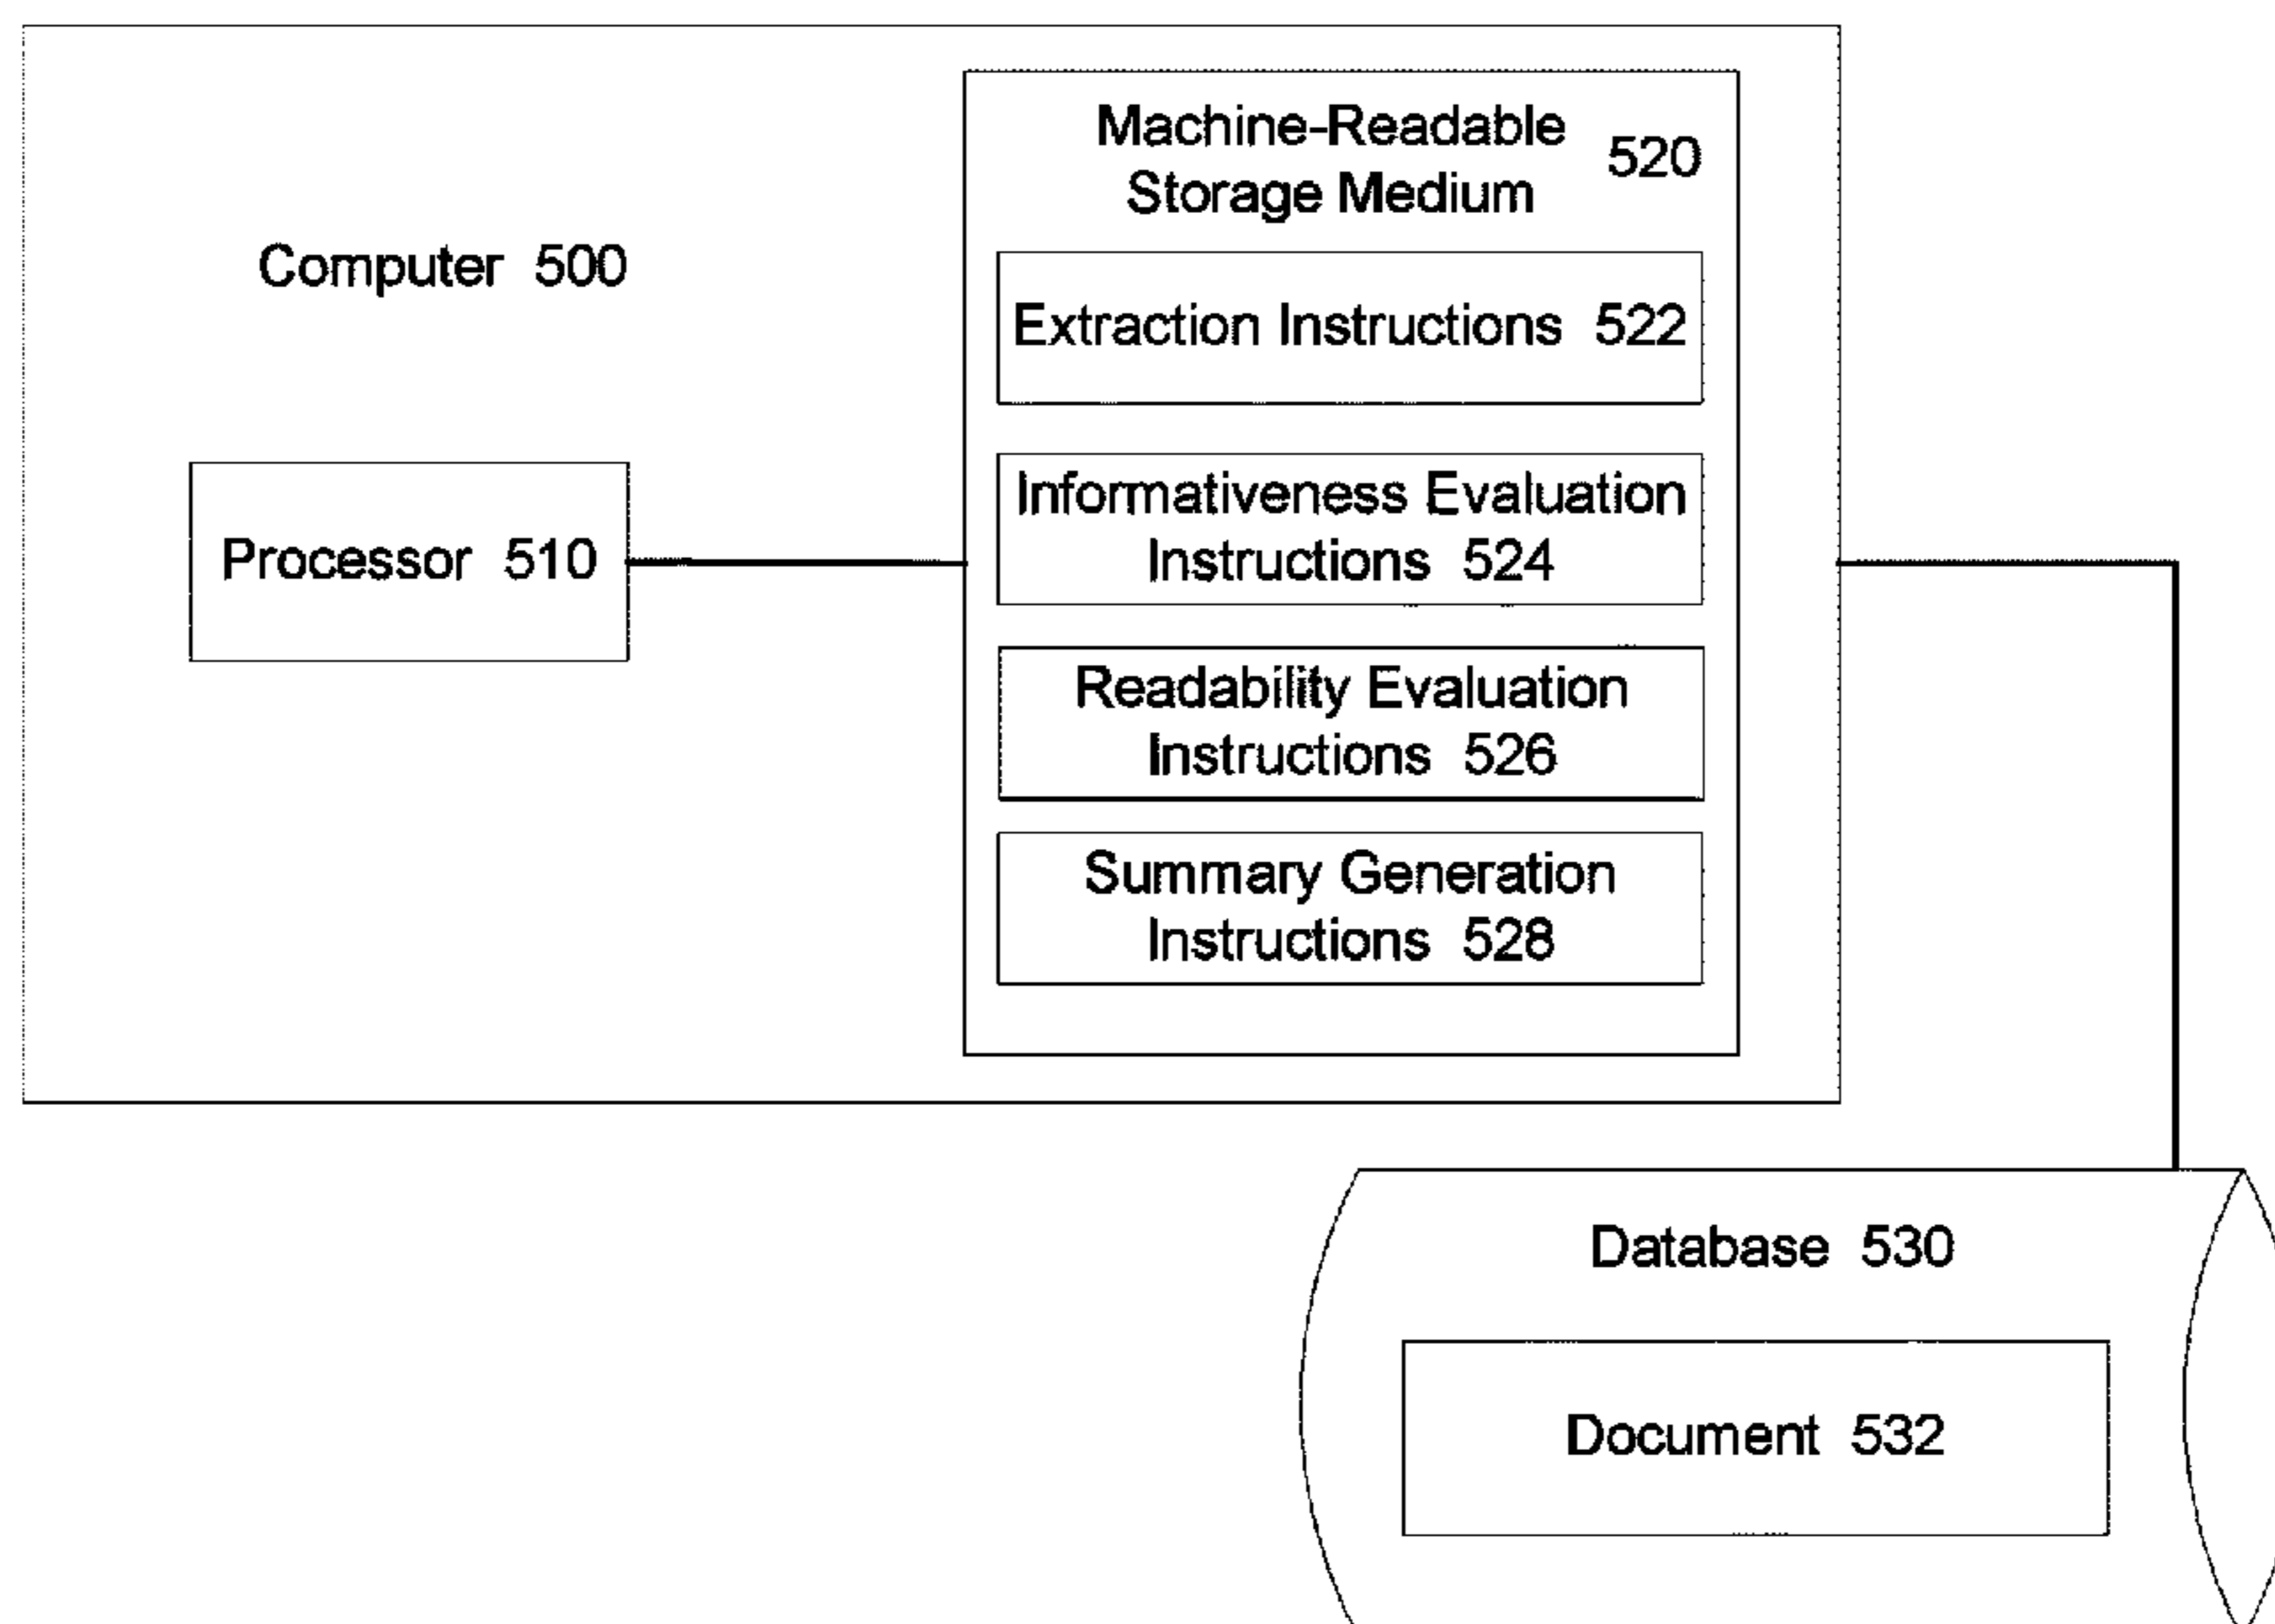 Machine-Readable
Storage Medium
520
Computer 500
Extraction Instructions 522
Informativeness Evaluation
Instructions 524
Processor 510
Readability Evaluation
Instructions 526
Summary Generation
Instructions 528
Database 530
Document 532